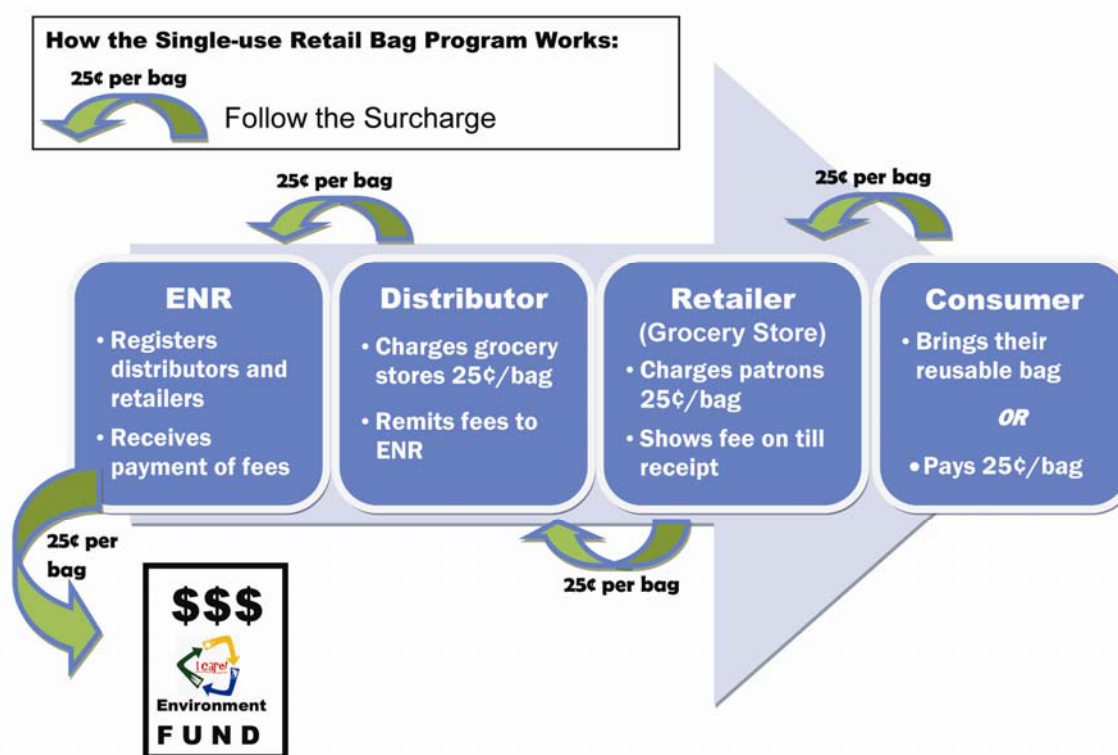 How the Single-use Retail Bag Program Works:
25¢ per bag
Follow the Surcharge
25¢ per bag
25¢ per bag
ENR
• Registers
distributors and
retailers
• Receives
payment of fees
Distributor
• Charges grocery
stores 25¢/bag
• Remits fees to
ENR
Retailer
(Grocery Store)
• Charges patrons
25¢/bag
• Shows fee on till
receipt
Consumer
• Brings their
reusable bag
OR
• Pays 25¢/bag
25¢ per
bag
25¢ per bag
$$$
I care!
Environment
FUND